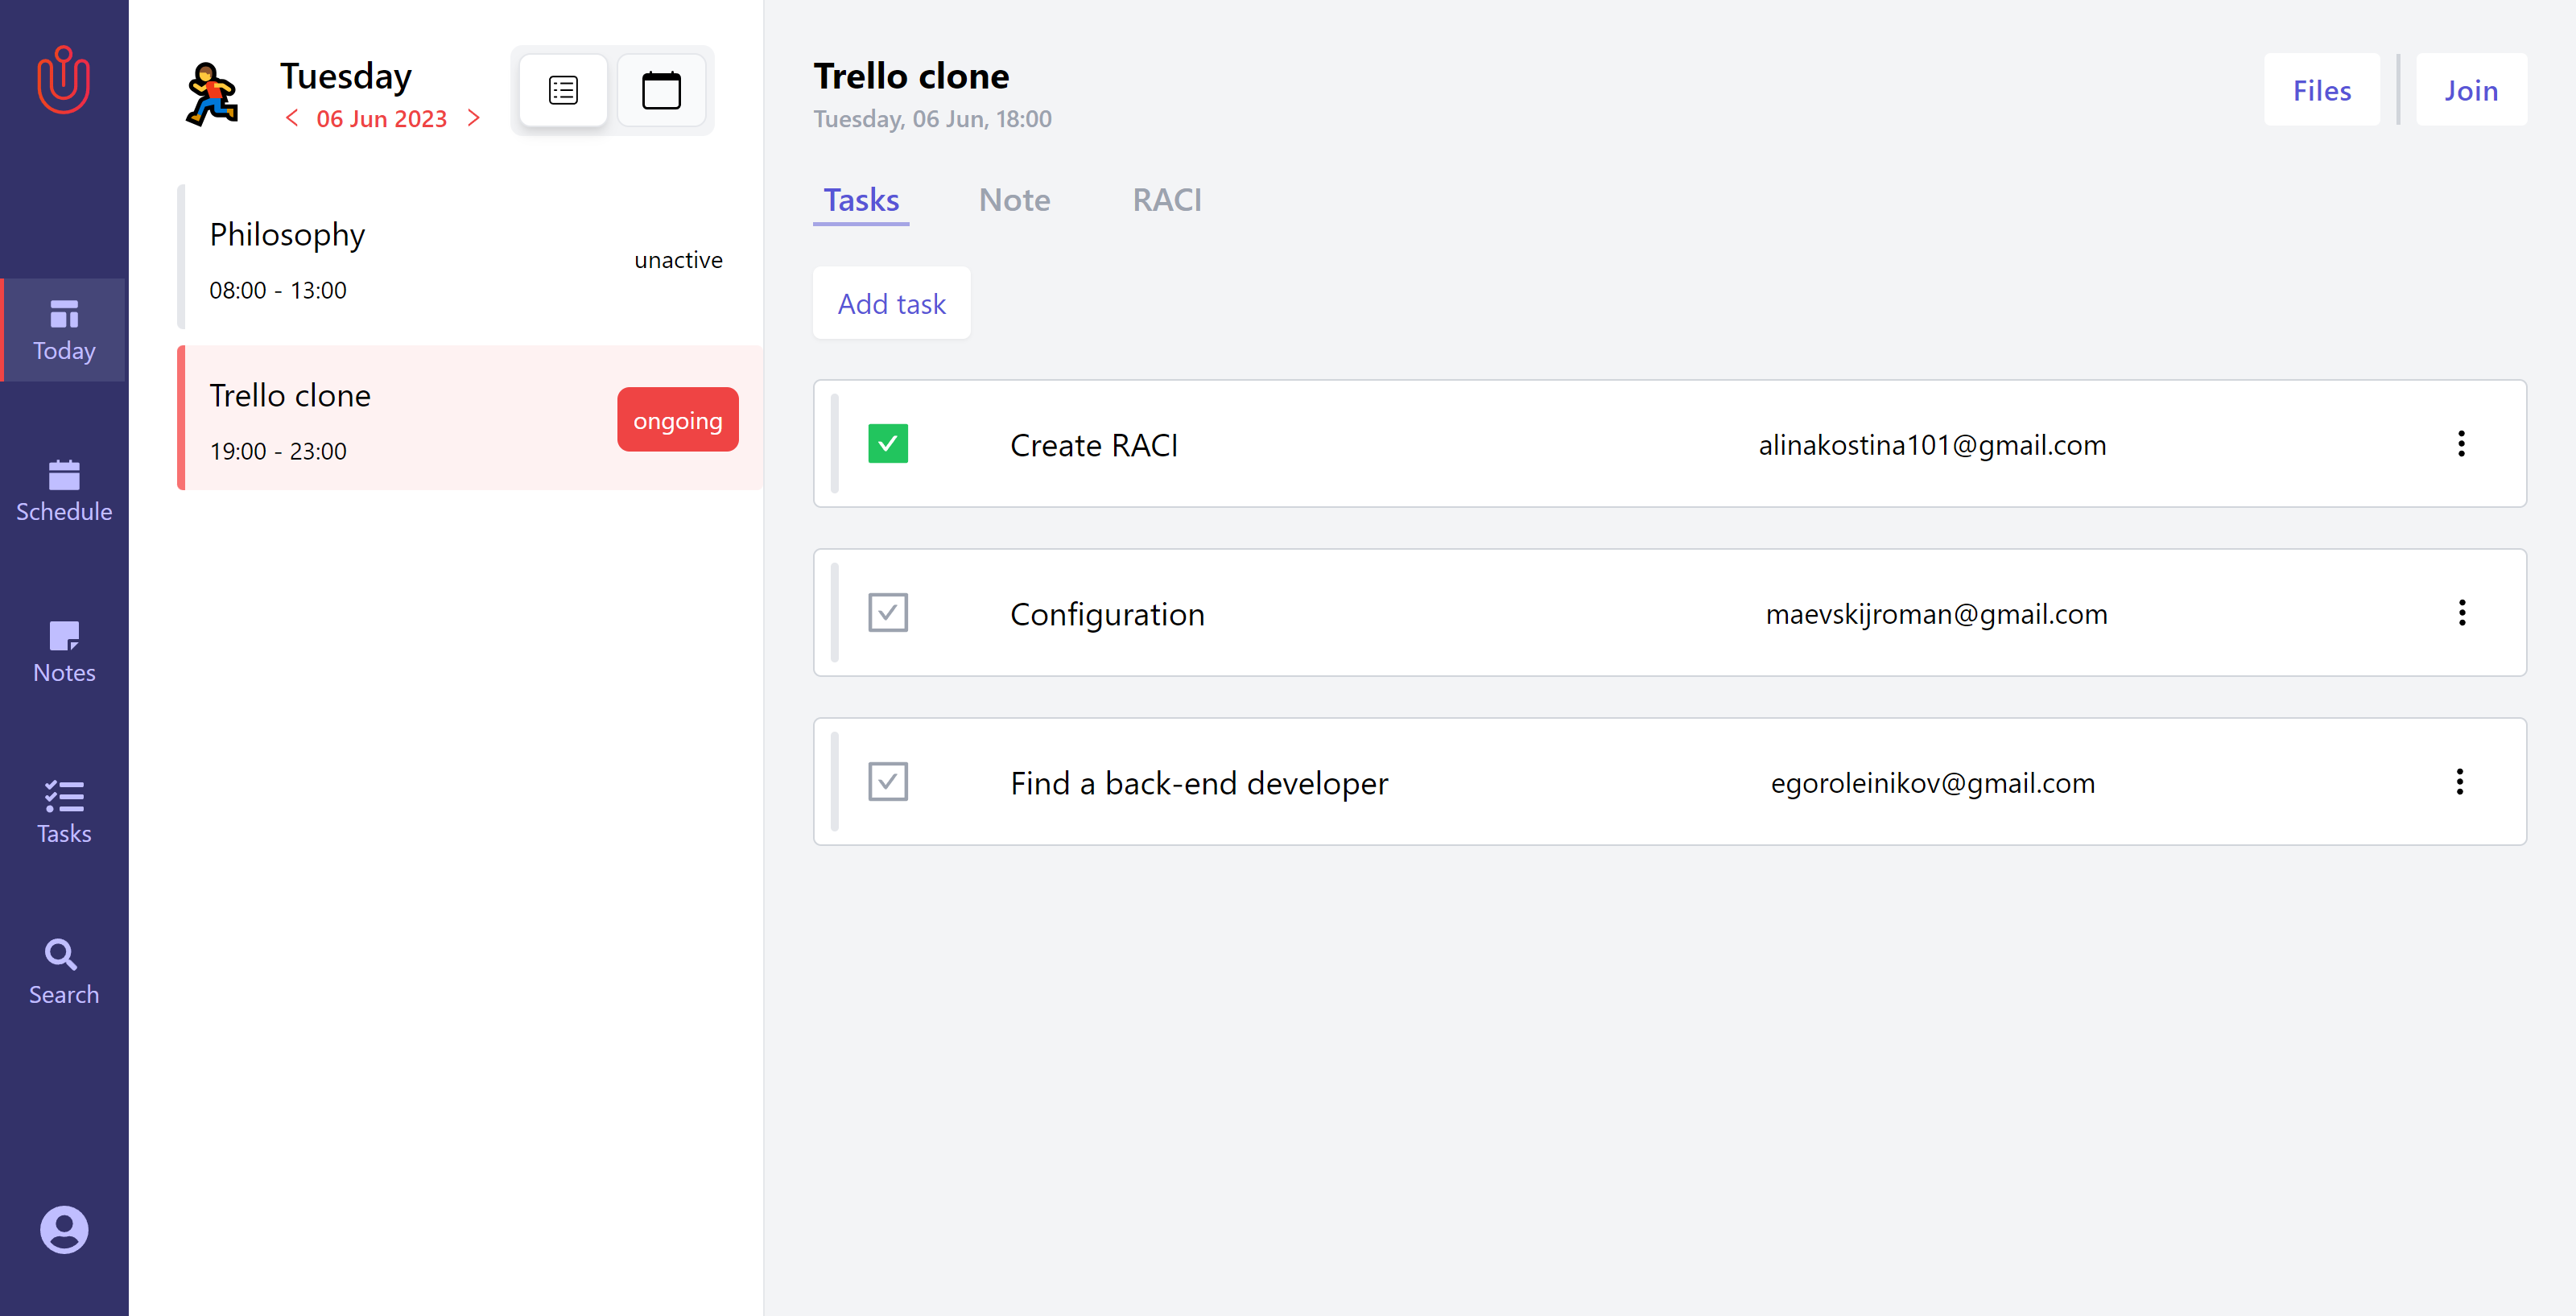 Today
Schedule
Notes
Tasks
Search
Tuesday
06 Jun 2023
Philosophy
08:00 - 13:00
unactive
Trello clone
19:00 - 23:00
ongoing
Trello clone
Tuesday, 06 Jun, 18:00
Files
Join
Tasks Note RACI
Add task
Create RACI alinakostina101@gmail.com
Configuration maevskijroman@gmail.com
Find a back-end developer egoroleinikov@gmail.com